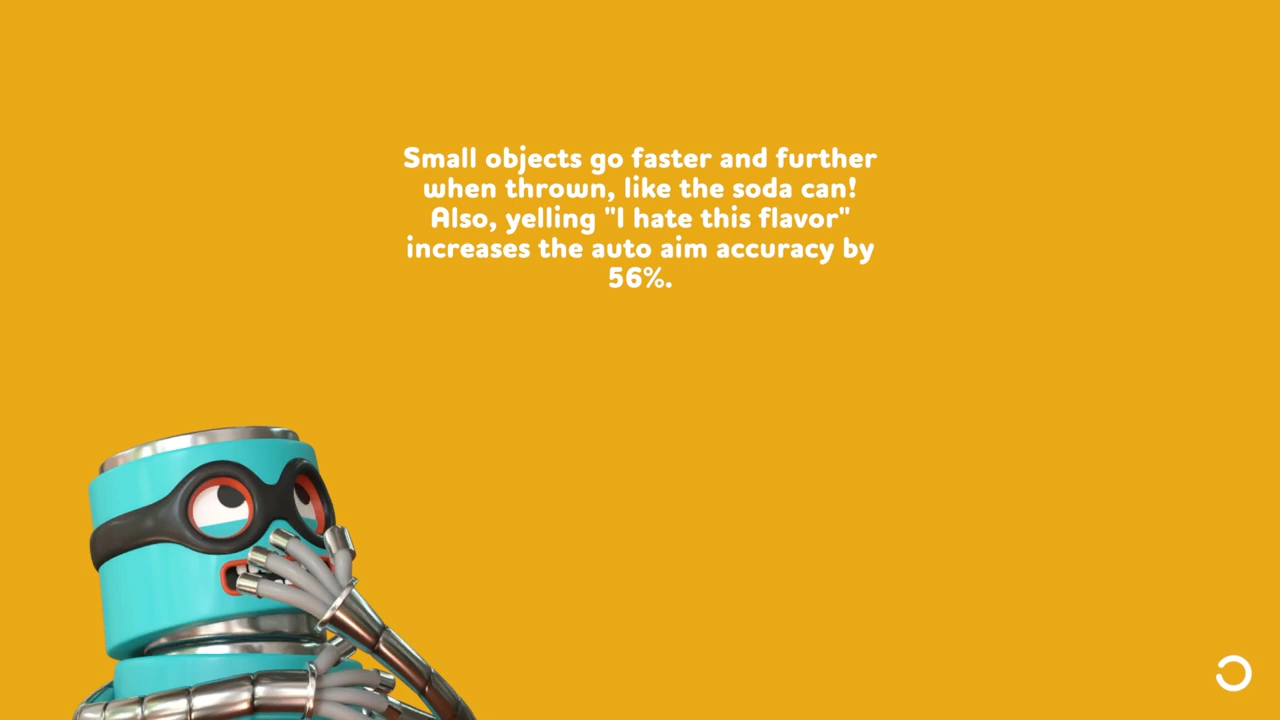 Small objects go faster and further
when thrown, like the soda can!
Also, yelling "I hate this flavor"
increases the auto aim accuracy by
56%.